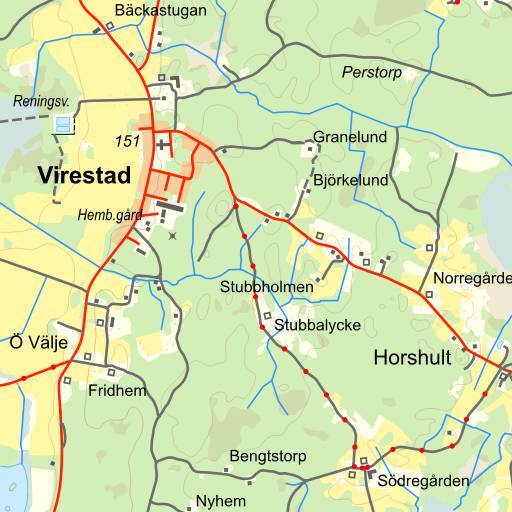 Bäckastugan
Perstorp
Reningsv.
151
Granelund
Virestad
Björkelund
Hemb.gård
Norregårde
Stubbholmen
Stubbalycke
Ö Välje
Horshult
Fridhem
Bengtstorp
Södregården
Nyhem